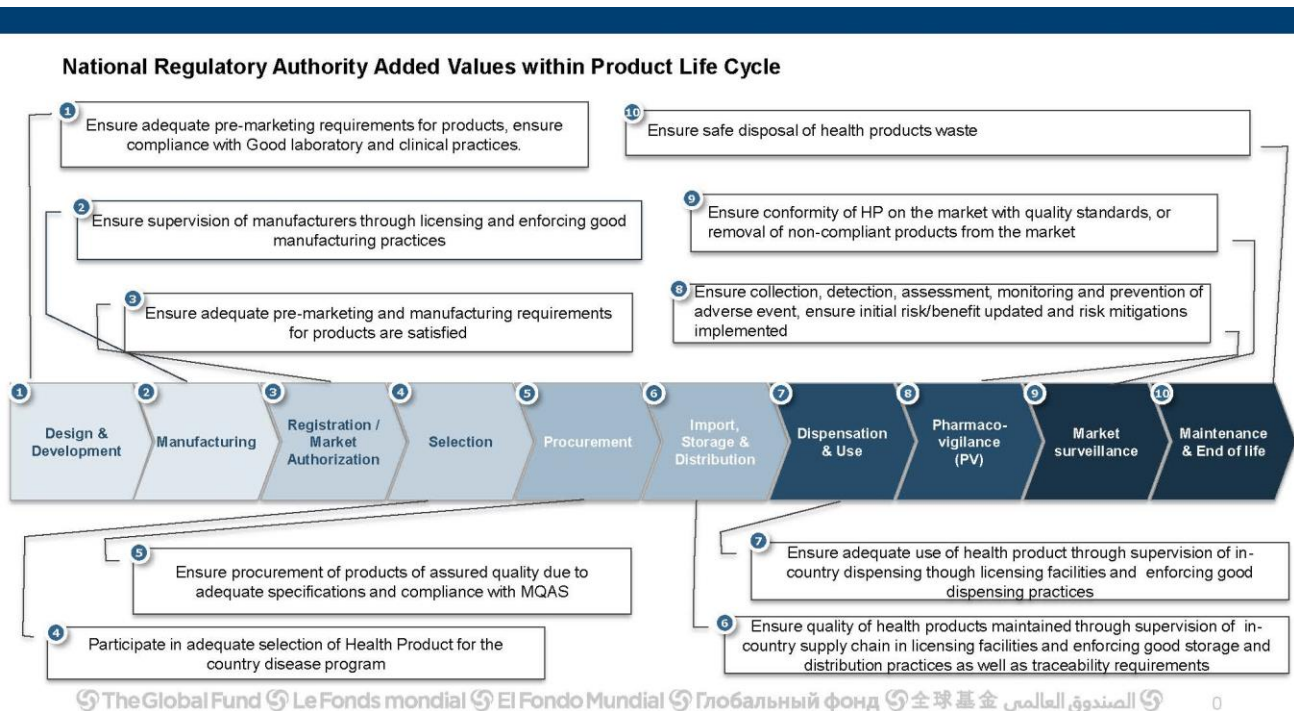 National Regulatory Authority Added Values within Product Life Cycle
1
Ensure adequate pre-marketing requirements for products, ensure
compliance with Good laboratory and clinical practices.
10
Ensure safe disposal of health products waste
2
Ensure supervision of manufacturers through licensing and enforcing good
manufacturing practices
9
Ensure conformity of HP on the market with quality standards, or
removal of non-compliant products from the market
3
Ensure adequate pre-marketing and manufacturing requirements
for products are satisfied
8
Ensure collection, detection, assessment, monitoring and prevention of
adverse event, ensure initial risk/benefit updated and risk mitigations
implemented
1
Design &
Development
2
Manufacturing
3
Registration /
Market
Authorization
4
Selection
5
Procurement
6
Import,
Storage &
Distribution
7
Dispensation
& Use
8
Pharmaco-
vigilance
(PV)
9
Market
surveillance
10
Maintenance
& End of life
5
Ensure procurement of products of assured quality due to
adequate specifications and compliance with MQAS
4
Participate in adequate selection of Health Product for the
country disease program
7
Ensure adequate use of health product through supervision of in-
country dispensing though licensing facilities and enforcing good
dispensing practices
6
Ensure quality of health products maintained through supervision of in-
country supply chain in licensing facilities and enforcing good storage and
distribution practices as well as traceability requirements
The Global Fund Le Fonds mondial El Fondo Mundial Глобальный фонд 全球基金 الصندوق العالمي 0